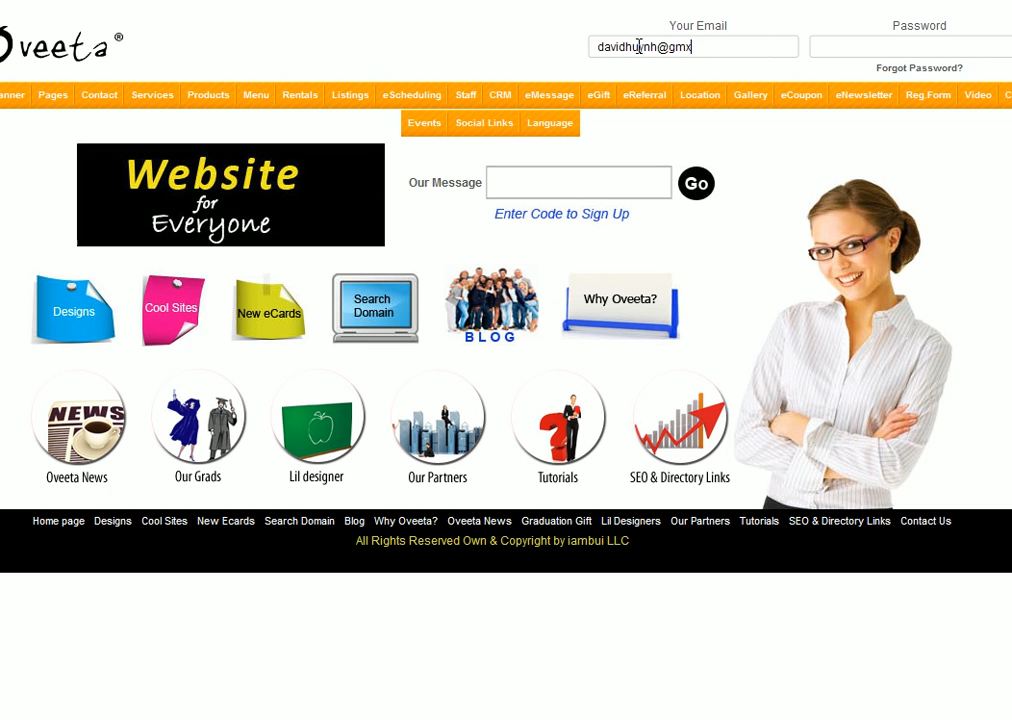 Oveeta®
Your Email
Password
davidhuynh@gmx
Forgot Password?
anner Pages Contact Services Products Menu Rentals Listings eScheduling Staff CRM eMessage eGift eReferral Location Gallery eCoupon eNewsletter Reg.Form Video C
Events Social Links Language
Website
for
Everyone
Our Message
Go
Enter Code to Sign Up
Designs
Cool Sites
New eCards
Search
Domain
BLOG
Why Oveeta?
NEWS
Oveeta News
Our Grads
Lil designer
Our Partners
Tutorials
SEO & Directory Links
Home page Designs Cool Sites New Ecards Search Domain Blog Why Oveeta? Oveeta News Graduation Gift Lil Designers Our Partners Tutorials SEO & Directory Links Contact Us
All Rights Reserved Own & Copyright by iambui LLC